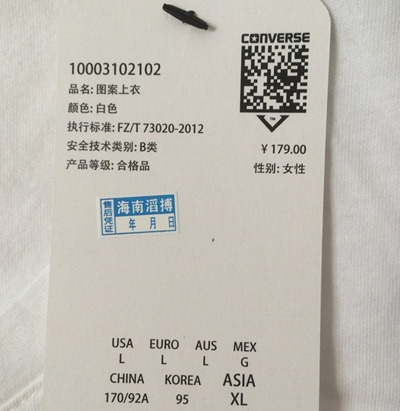 CONVERSE
10003102102
品名: 图案上衣
颜色: 白色
执行标准: FZ/T 73020-2012
安全技术类别: B类
￥179.00
产品等级: 合格品
性别: 女性
售后凭证
海南滔搏
年 月 日
USA EURO AUS MEX
L L L G
CHINA KOREA ASIA
170/92A 95 XL